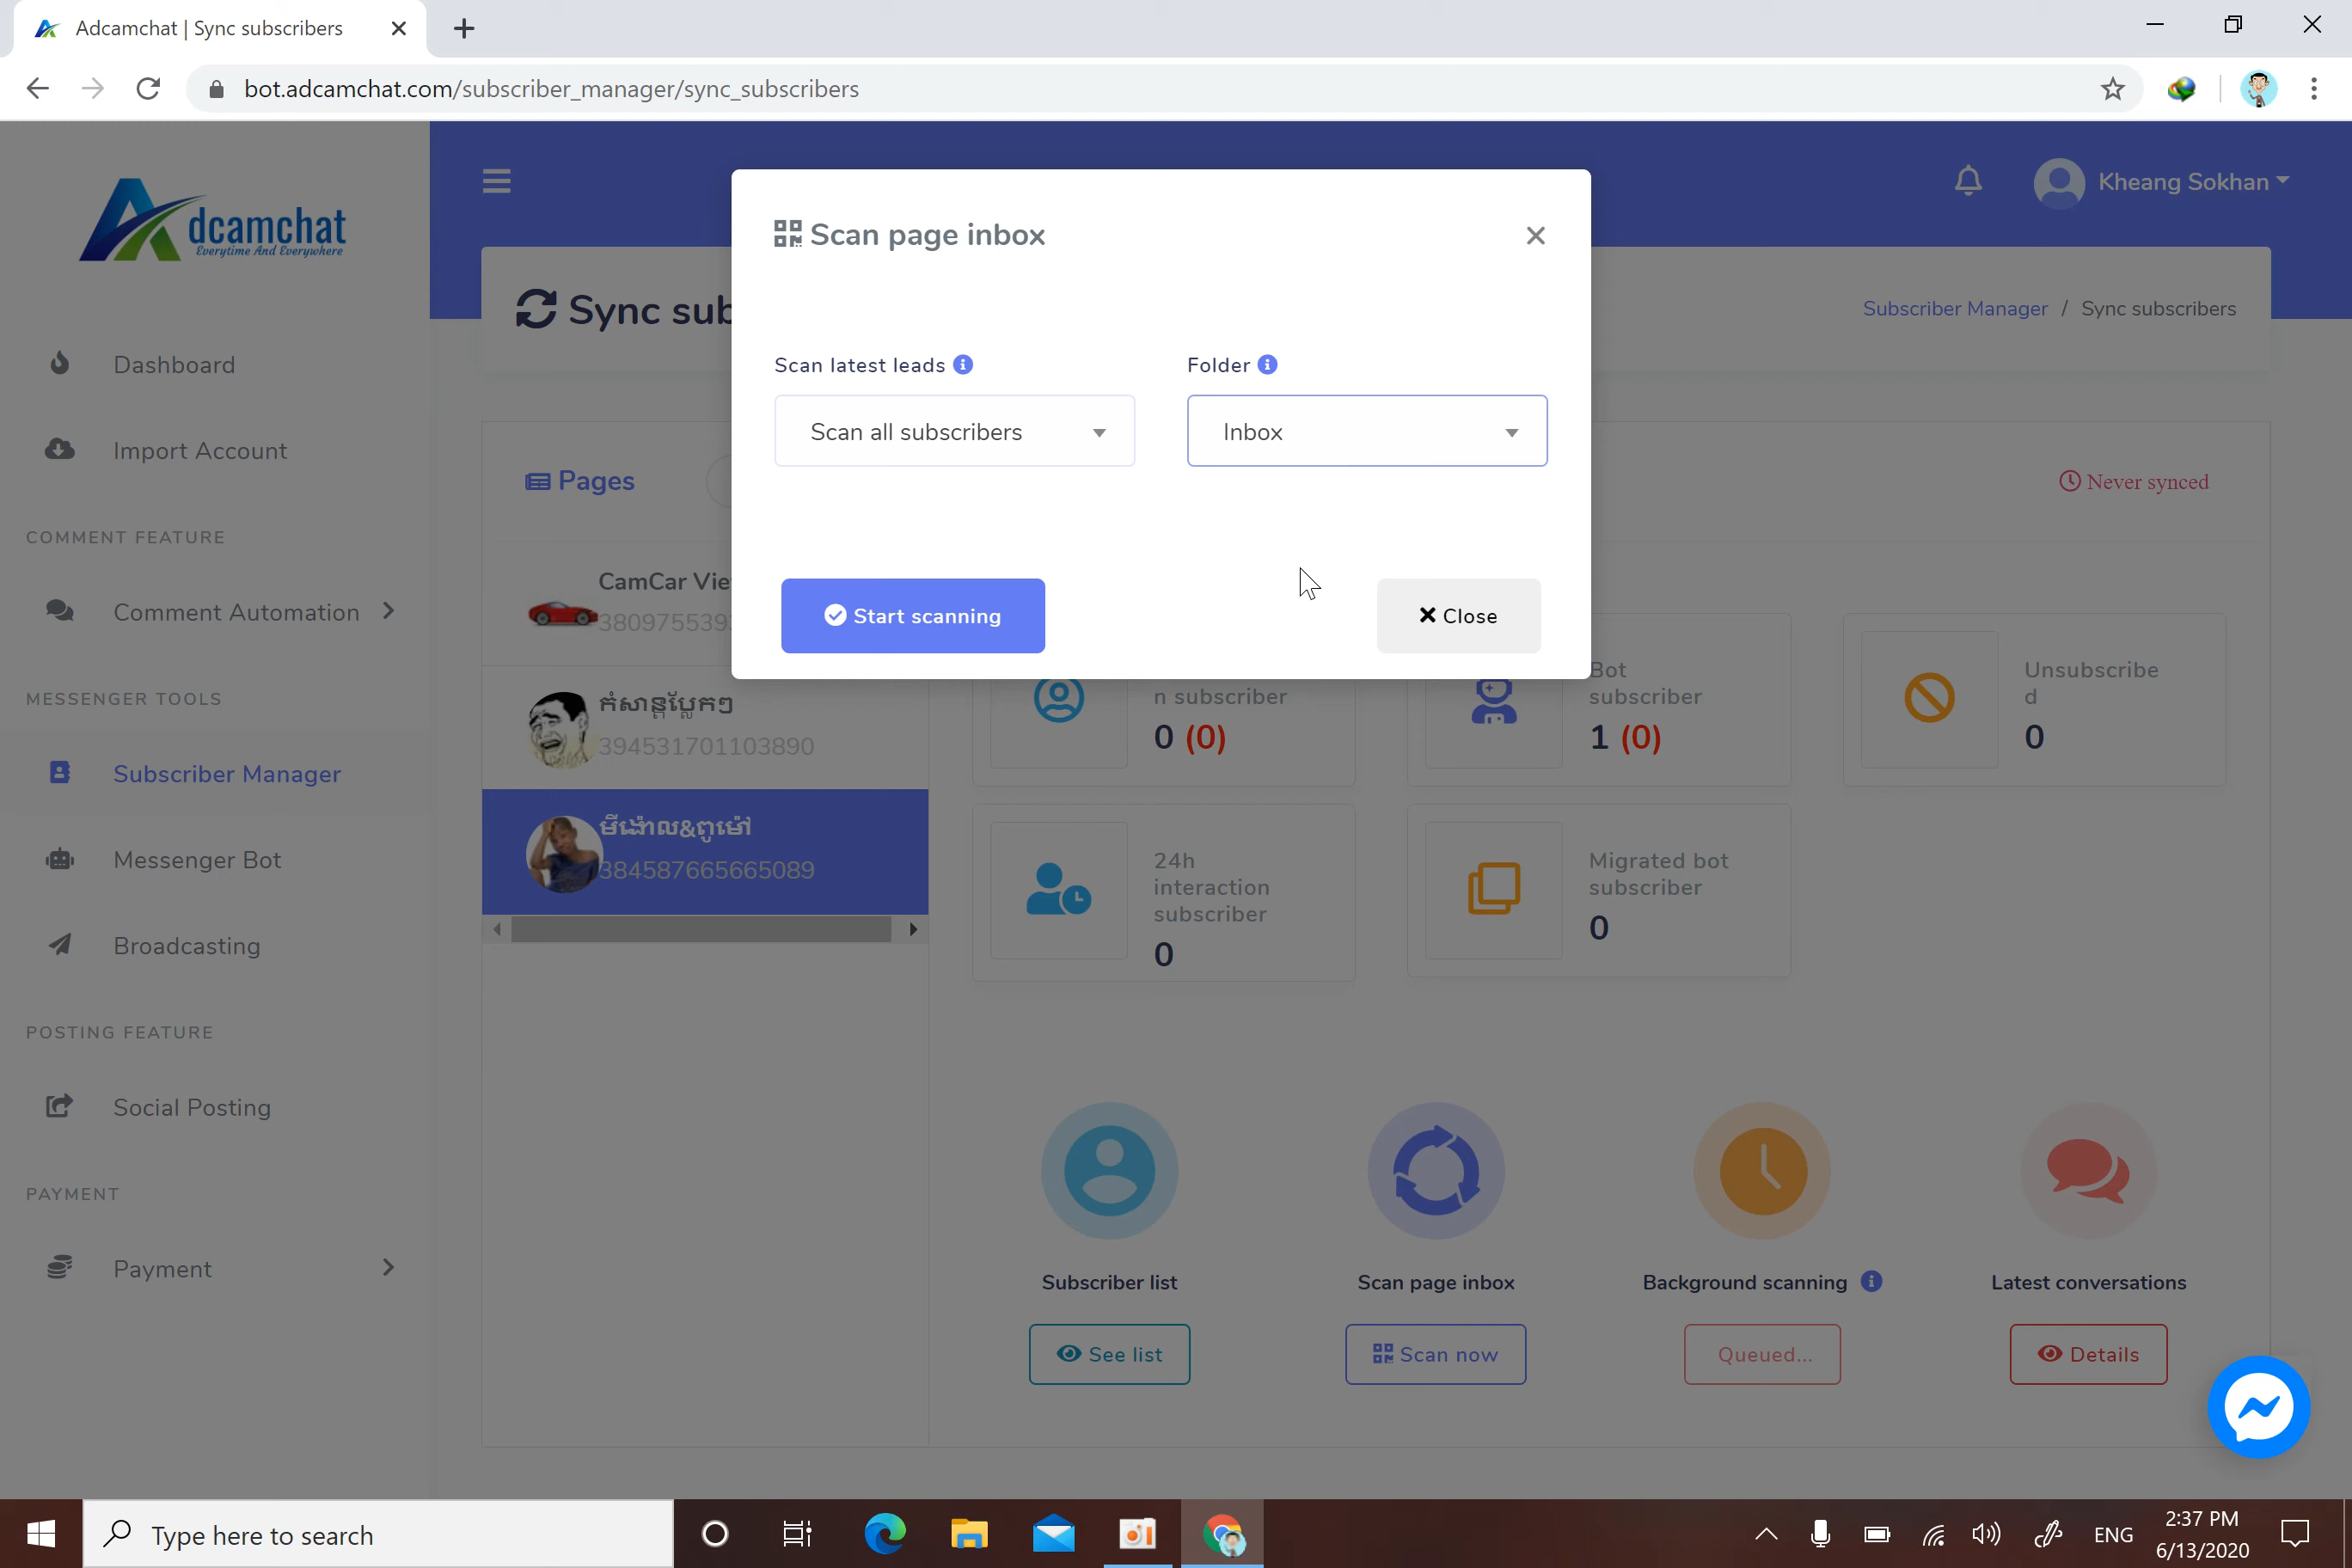 Adcamchat | Sync subscribers
bot.adcamchat.com/subscriber_manager/sync_subscribers
Adcamchat
Everytime And Everywhere
Kheang Sokhan
Scan page inbox
Sync sub
Subscriber Manager / Sync subscribers
Dashboard
Import Account
COMMENT FEATURE
Comment Automation
MESSENGER TOOLS
Subscriber Manager
Messenger Bot
Broadcasting
POSTING FEATURE
Social Posting
PAYMENT
Payment
Scan latest leads
Folder
Scan all subscribers
Inbox
Start scanning
Close
Pages
Never synced
CamCar Vie
380975539
កំសាន្តប្លែកៗ
394531701103890
មីង៉ោល&ពូម៉ៅ
384587665665089
n subscriber
0 (0)
Bot
subscriber
1 (0)
Unsubscribe
d
0
24h
interaction
subscriber
0
Migrated bot
subscriber
0
Subscriber list
Scan page inbox
Background scanning
Latest conversations
See list
Scan now
Queued...
Details
Type here to search
ENG
2:37 PM
6/13/2020